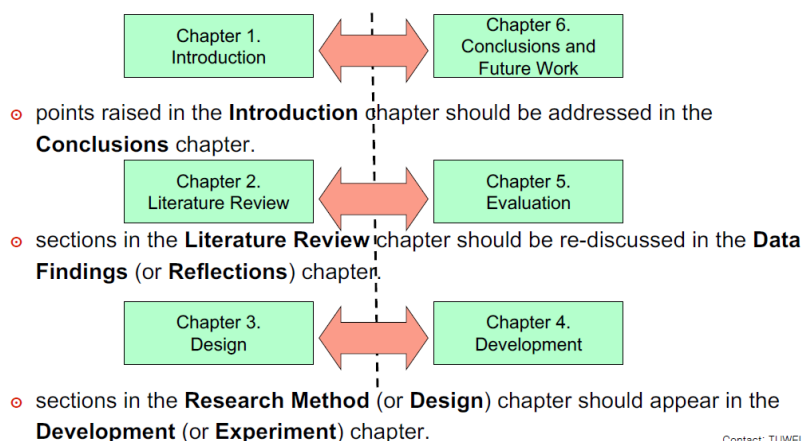 Chapter 1.
Introduction
Chapter 6.
Conclusions and
Future Work
points raised in the Introduction chapter should be addressed in the
Conclusions chapter.
Chapter 2.
Literature Review
Chapter 5.
Evaluation
sections in the Literature Review chapter should be re-discussed in the Data
Findings (or Reflections) chapter.
Chapter 3.
Design
Chapter 4.
Development
sections in the Research Method (or Design) chapter should appear in the
Development (or Experiment) chapter.
Contact: